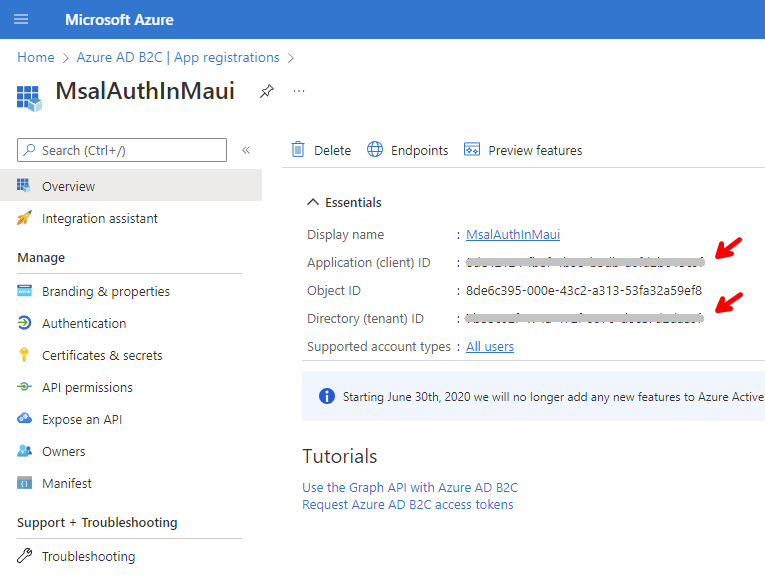 Microsoft Azure
Home > Azure AD B2C | App registrations >
MsalAuthInMaui
Search (Ctrl+/)
«
Delete
Endpoints
Preview features
Overview
Integration assistant
Manage
Branding & properties
Authentication
Certificates & secrets
API permissions
Expose an API
Owners
Manifest
Support + Troubleshooting
Troubleshooting
Essentials
Display name : MsalAuthInMaui
Application (client) ID :
Object ID : 8de6c395-000e-43c2-a313-53fa32a59ef8
Directory (tenant) ID :
Supported account types : All users
Starting June 30th, 2020 we will no longer add any new features to Azure Active
Tutorials
Use the Graph API with Azure AD B2C
Request Azure AD B2C access tokens